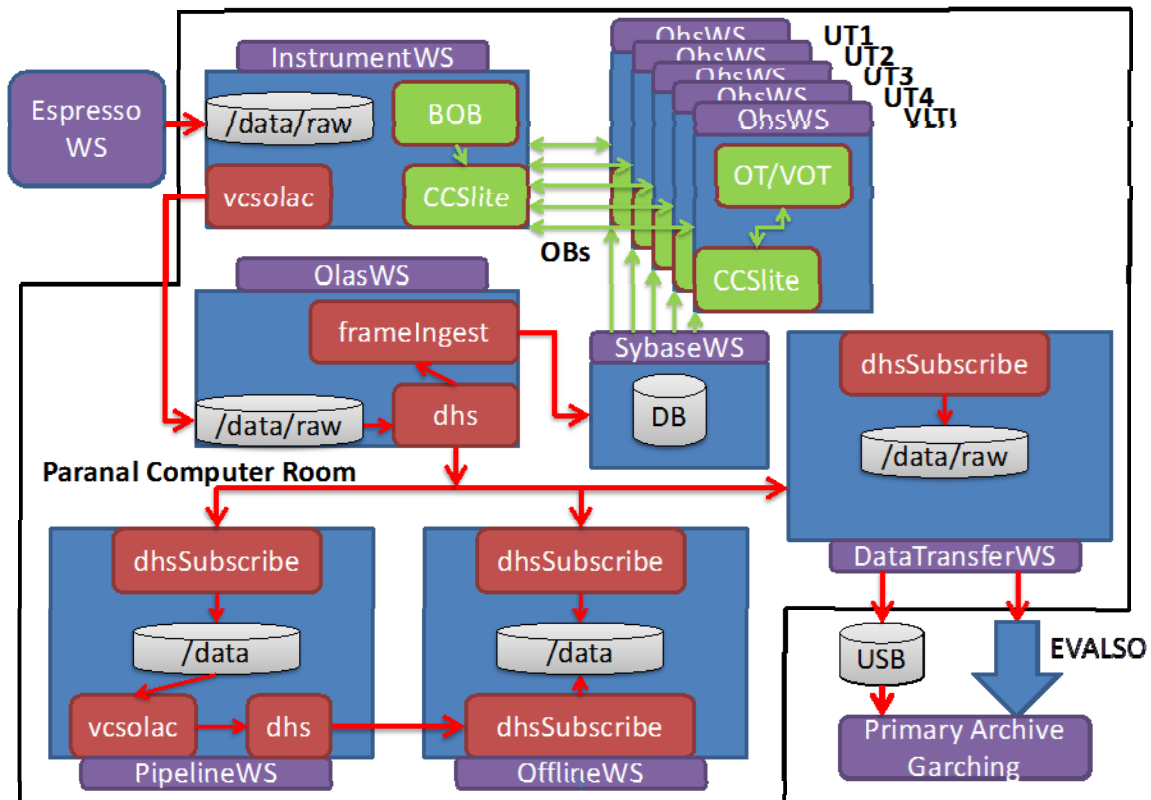 InstrumentWS
Espresso
WS
/data/raw
BOB
vcsolac
CCSlite
OhsWS
UT1
OhsWS
UT2
OhsWS
UT3
OhsWS
UT4
OhsWS
VLTI
OT/VOT
CCSlite
OBs
OlasWS
frameIngest
/data/raw
dhs
SybaseWS
DB
dhsSubscribe
/data/raw
DataTransferWS
Paranal Computer Room
dhsSubscribe
/data
vcsolac
dhs
PipelineWS
dhsSubscribe
/data
dhsSubscribe
OfflineWS
USB
EVALSO
Primary Archive
Garching